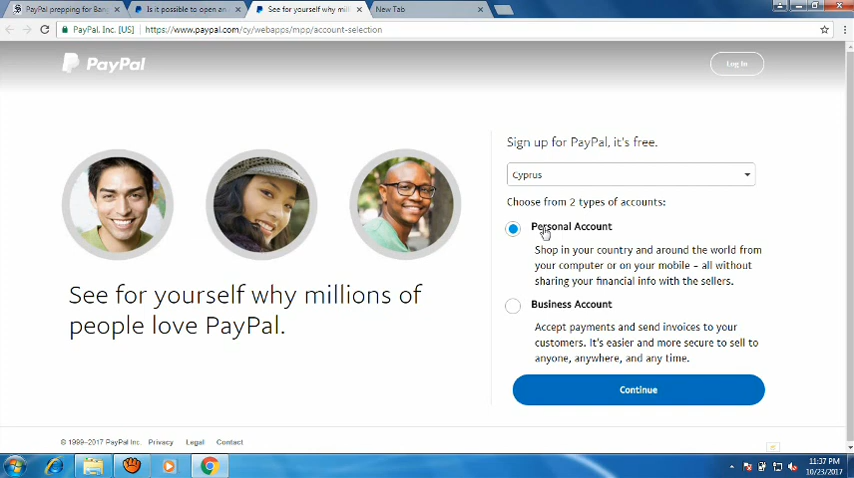 PayPal prepping for Ban
Is it possible to open an
See for yourself why mill
New Tab
PayPal, Inc. [US]
https://www.paypal.com/cy/webapps/mpp/account-selection
PayPal
Log In
Sign up for PayPal, it's free.
Cyprus
Choose from 2 types of accounts:
Personal Account
Shop in your country and around the world from
your computer or on your mobile – all without
sharing your financial info with the sellers.
Business Account
Accept payments and send invoices to your
customers. It's easier and more secure to sell to
anyone, anywhere, and any time.
Continue
See for yourself why millions of
people love PayPal.
© 1999–2017 PayPal Inc.
Privacy
Legal
Contact
11:37 PM
10/23/2017